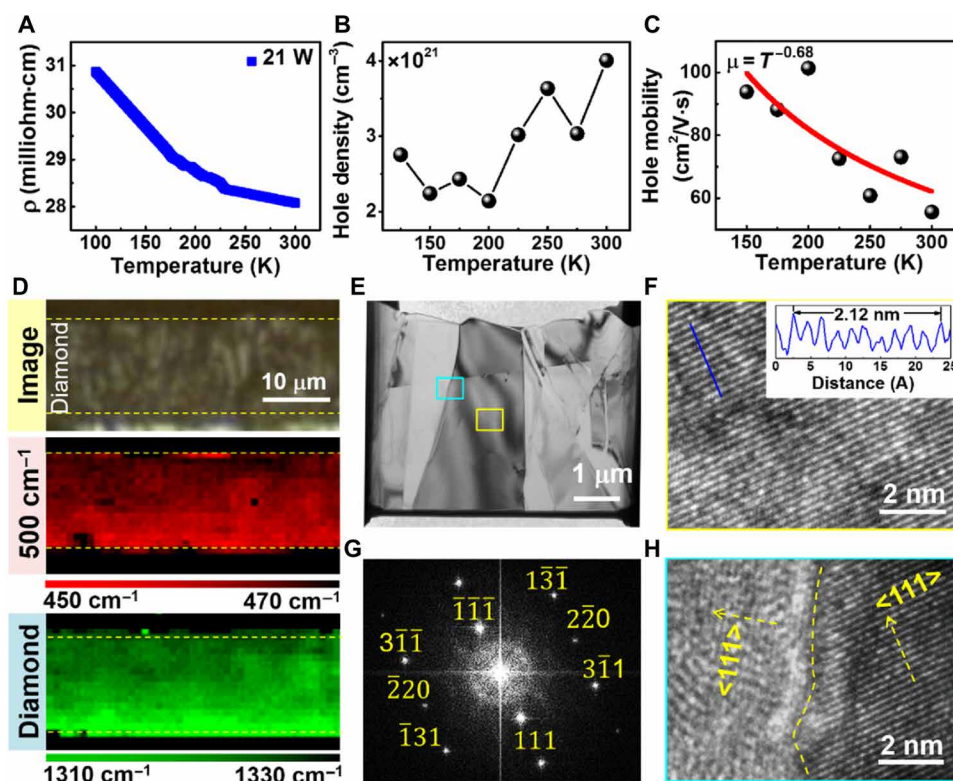 A
ρ (milliohm·cm)
31
30
29
28
21 W
100 150 200 250 300
Temperature (K)
B
Hole density (cm⁻³)
×10²¹
4
3
2
150 200 250 300
Temperature (K)
C
Hole mobility
(cm²/V·s)
100
80
60
μ = T⁻⁰·⁶⁸
150 200 250 300
Temperature (K)
D
Image
Diamond
10 μm
500 cm⁻¹
450 cm⁻¹ 470 cm⁻¹
Diamond
1310 cm⁻¹ 1330 cm⁻¹
E
1 μm
F
2.12 nm
0 5 10 15 20 25
Distance (A)
2 nm
G
13̅1̅
1̅1̅1̅
22̅0
31̅1̅
31̅1
2̅20
1̅31
111
H
<111>
<111>
2 nm